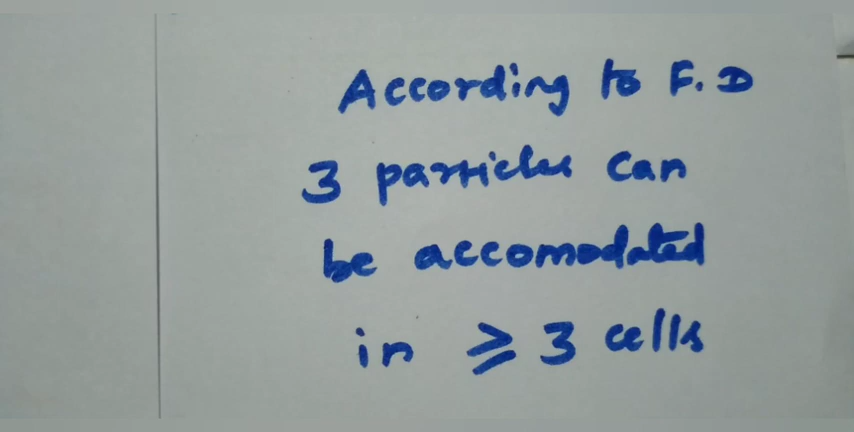 According to F.D
3 particles can
be accomodated
in ≥ 3 cells